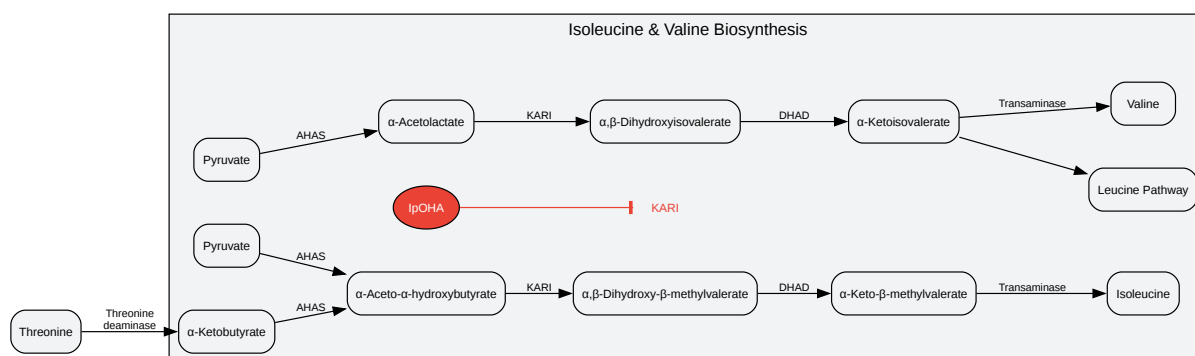 Isoleucine & Valine Biosynthesis
Pyruvate
AHAS
α-Acetolactate
KARI
α,β-Dihydroxyisovalerate
DHAD
α-Ketoisovalerate
Transaminase
Valine
Leucine Pathway
IpOHA
KARI
Pyruvate
AHAS
α-Aceto-α-hydroxybutyrate
KARI
α,β-Dihydroxy-β-methylvalerate
DHAD
α-Keto-β-methylvalerate
Transaminase
Isoleucine
Threonine
Threonine
deaminase
α-Ketobutyrate
AHAS